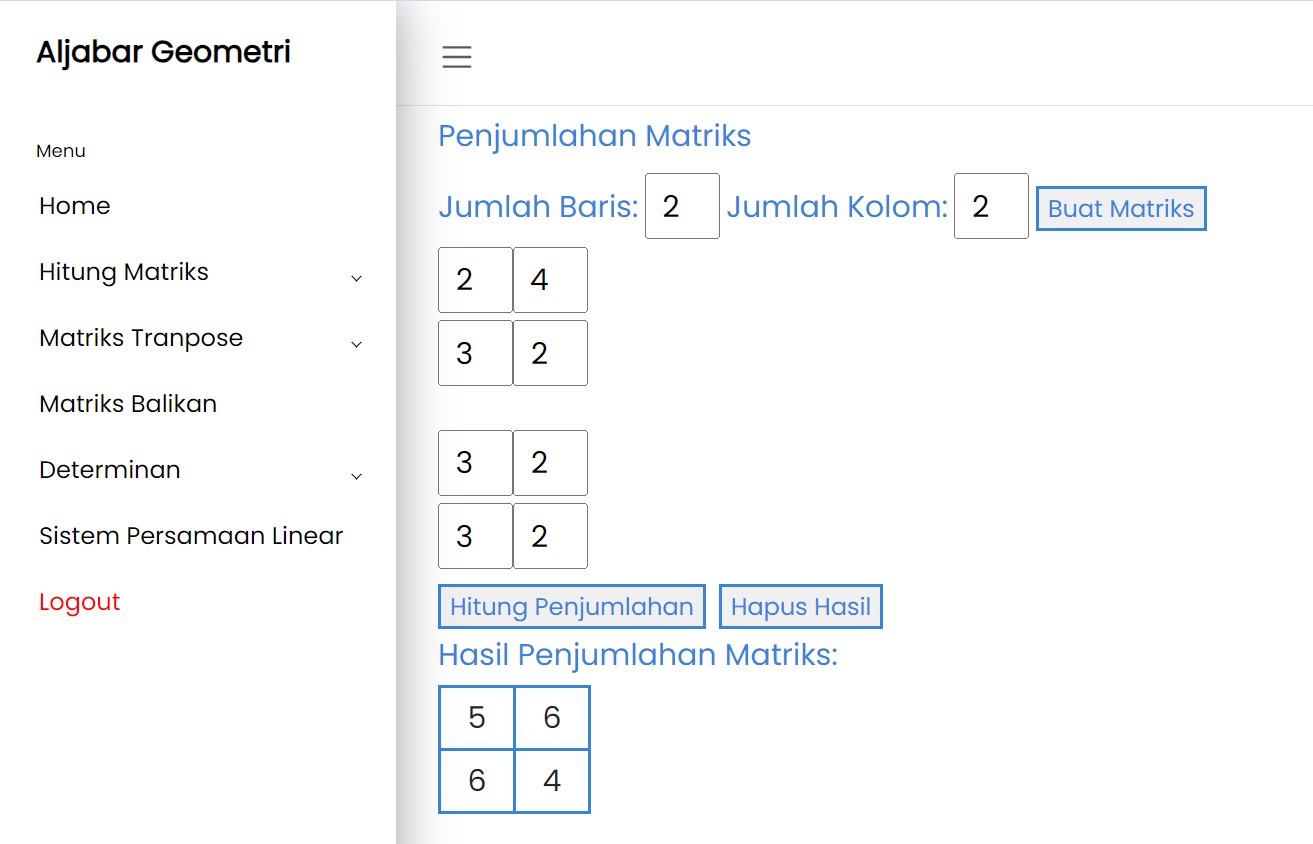 Aljabar Geometri
Menu
Home
Hitung Matriks
Matriks Tranpose
Matriks Balikan
Determinan
Sistem Persamaan Linear
Logout
Penjumlahan Matriks
Jumlah Baris: 2 Jumlah Kolom: 2 Buat Matriks
2 4
3 2
3 2
3 2
Hitung Penjumlahan Hapus Hasil
Hasil Penjumlahan Matriks:
5 6
6 4